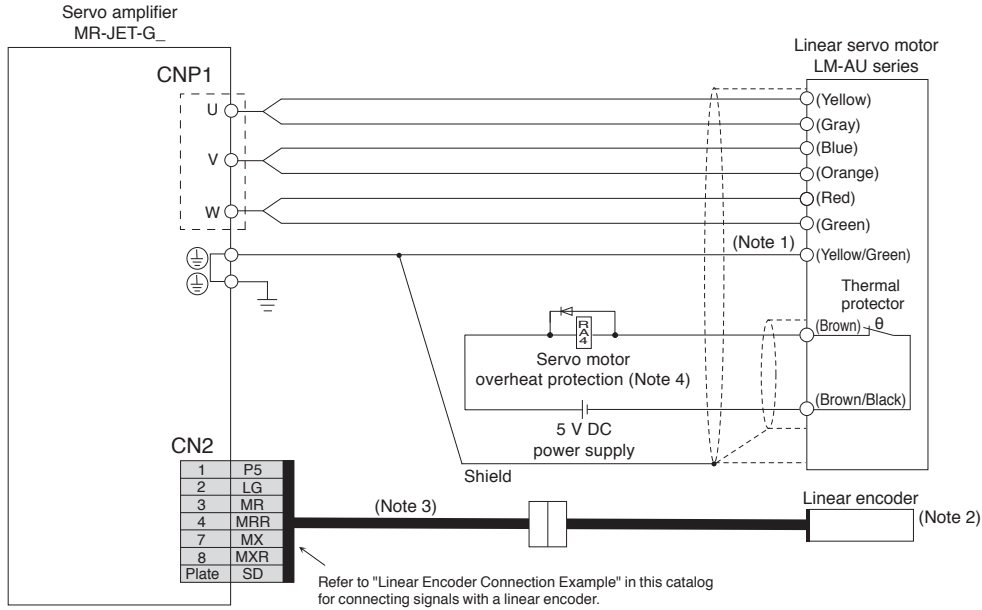 Servo amplifier
MR-JET-G_
Linear servo motor
LM-AU series
CNP1
U
V
W
(Yellow)
(Gray)
(Blue)
(Orange)
(Red)
(Green)
(Note 1)
(Yellow/Green)
Thermal
protector
(Brown)
θ
RA4
Servo motor
overheat protection (Note 4)
(Brown/Black)
5 V DC
power supply
Shield
CN2
1 P5
2 LG
3 MR
4 MRR
7 MX
8 MXR
Plate SD
(Note 3)
Linear encoder
(Note 2)
Refer to "Linear Encoder Connection Example" in this catalog
for connecting signals with a linear encoder.